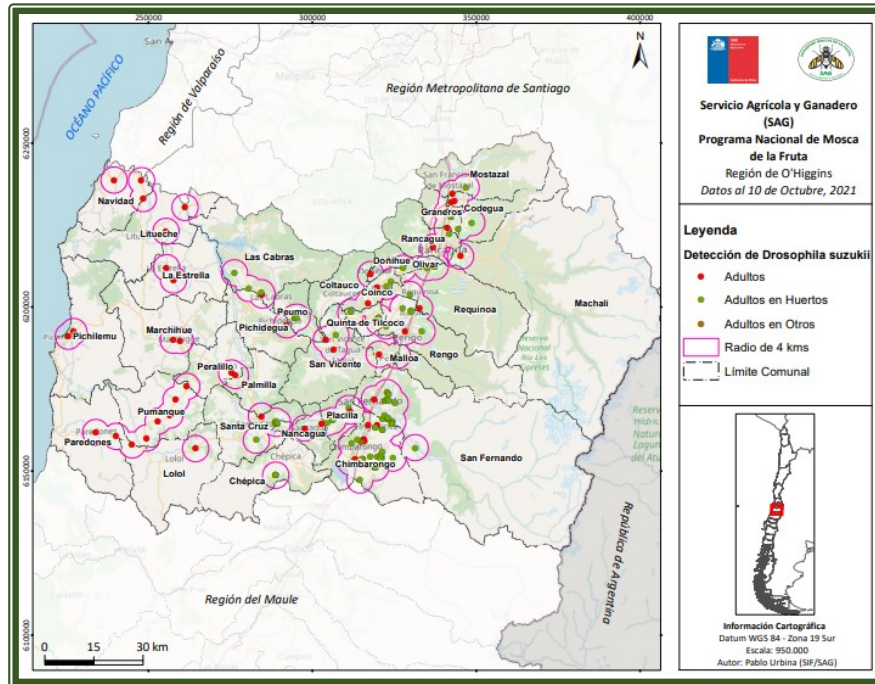 250000
300000
350000
400000
San A
Melipilla
OCÉANO PACÍFICO
Región de Valparaíso
Región Metropolitana de Santiago
N
6250000
6200000
6150000
6100000
Mostazal
Navidad
Graneros
Codegua
Litueche
Rancagua
Las Cabras
Doñihue
Olivar
La Estrella
Coltauco
Coinco
Machalí
Peumo
Requinoa
Pichidegua
Quinta de Tilcoco
Pichilemu
Marchihue
Rengo
San Vicente
Malloa
Peralillo
Palmilla
Pumanque
Placilla
Santa Cruz
Nancagua
Paredones
San Fernando
Lolol
Chimbarongo
Chépica
República de Argentina
Región del Maule
0 15 30 km
SAG
Servicio Agrícola y Ganadero
(SAG)
Programa Nacional de Mosca
de la Fruta
Región de O'Higgins
Datos al 10 de Octubre, 2021
Leyenda
Detección de Drosophila suzukii
Adultos
Adultos en Huertos
Adultos en Otros
Radio de 4 kms
Límite Comunal
Información Cartográfica
Datum WGS 84 - Zona 19 Sur
Escala: 950.000
Autor: Pablo Urbina (SIF/SAG)